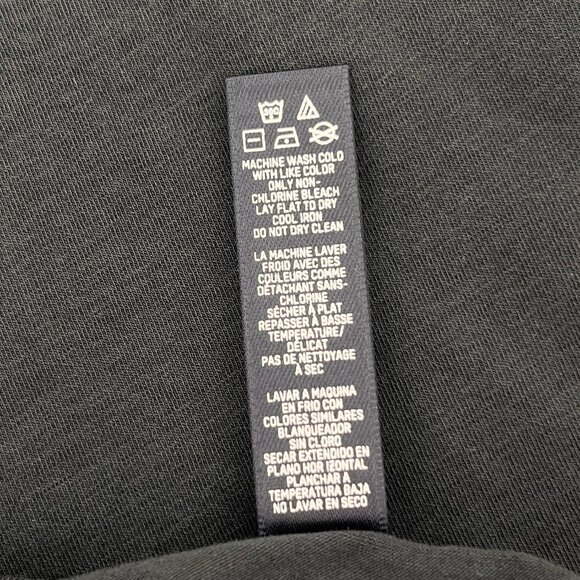 MACHINE WASH COLD
WITH LIKE COLOR
ONLY NON-
CHLORINE BLEACH
LAY FLAT TO DRY
COOL IRON
DO NOT DRY CLEAN
LA MACHINE LAVER
FROID AVEC DES
COULEURS COMME
DÉTACHANT SANS-
CHLORINE
SÉCHER À PLAT
REPASSER À BASSE
TEMPERATURE/
DÉLICAT
PAS DE NETTOYAGE
À SEC
LAVAR A MAQUINA
EN FRIO CON
COLORES SIMILARES
BLANQUEADOR
SIN CLORO
SECAR EXTENDIDO EN
PLANO HORIZONTAL
PLANCHAR A
TEMPERATURA BAJA
NO LAVAR EN SECO